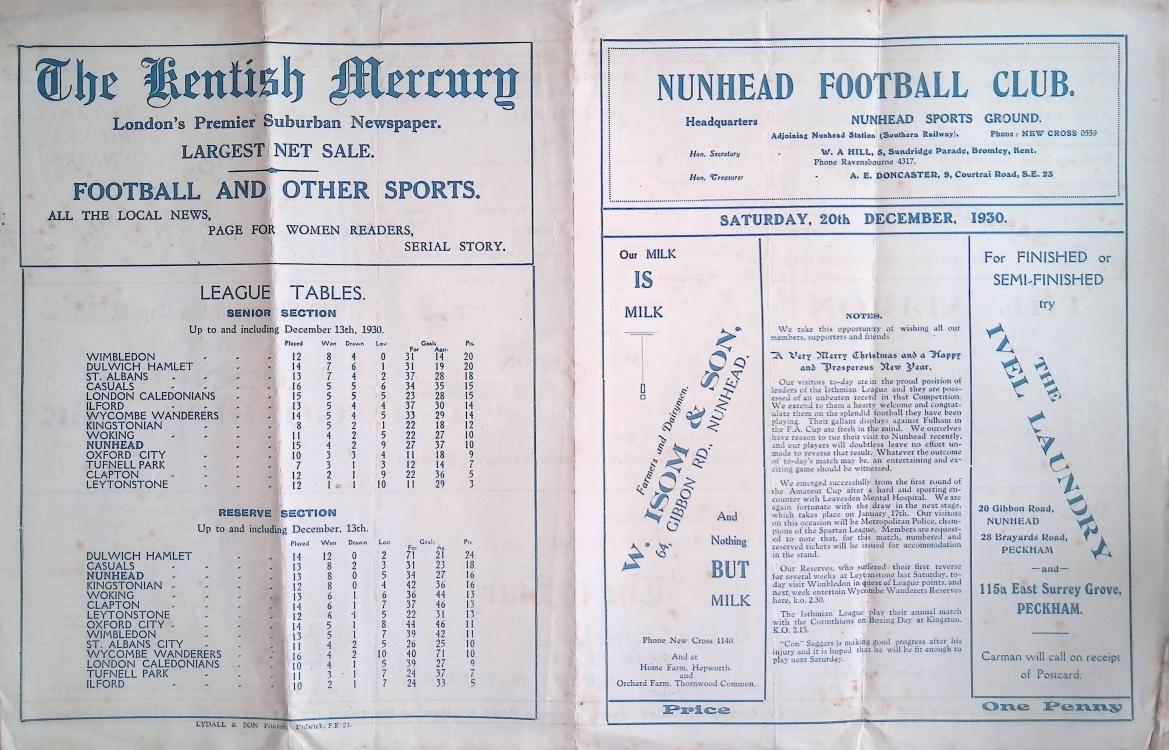 The Kentish Mercury
London's Premier Suburban Newspaper.
LARGEST NET SALE.
FOOTBALL AND OTHER SPORTS.
ALL THE LOCAL NEWS,
PAGE FOR WOMEN READERS,
SERIAL STORY.
LEAGUE TABLES.
SENIOR SECTION
Up to and including December 13th, 1930.
Played Won Drawn Lost Goals For Agst. Pts.
WIMBLEDON - - - 12 8 4 0 31 14 20
DULWICH HAMLET - - 14 7 6 1 31 19 20
ST. ALBANS - - - 13 7 4 2 37 28 18
CASUALS - - - 16 5 5 6 34 35 15
LONDON CALEDONIANS - - 15 5 5 5 23 28 15
ILFORD - - - 13 5 4 4 37 30 14
WYCOMBE WANDERERS - - 14 5 4 5 33 29 14
KINGSTONIAN - - - 8 5 2 1 22 18 12
WOKING - - - 11 4 2 5 22 27 10
NUNHEAD - - - 15 4 2 9 27 37 10
OXFORD CITY - - - 10 3 3 4 11 18 9
TUFNELL PARK - - - 7 3 1 3 12 14 7
CLAPTON - - - 12 2 1 9 22 36 5
LEYTONSTONE - - - 12 1 1 10 11 29 3
RESERVE SECTION
Up to and including December, 13th.
Played Won Drawn Lost Goals For Ag. Pts
DULWICH HAMLET - - 14 12 0 2 71 21 24
CASUALS - - - 13 8 2 3 31 23 18
NUNHEAD - - - 13 8 0 5 34 27 16
KINGSTONIAN - - - 12 8 0 4 42 36 16
WOKING - - - 13 6 1 6 36 44 13
CLAPTON - - - 14 6 1 7 37 46 13
LEYTONSTONE - - - 12 6 1 5 22 31 13
OXFORD CITY - - - 14 5 1 8 44 46 11
WIMBLEDON - - - 13 5 1 7 39 42 11
ST. ALBANS CITY - - 11 4 2 5 26 25 10
WYCOMBE WANDERERS - - 16 4 2 10 40 71 10
LONDON CALEDONIANS - - 10 4 1 5 39 27 9
TUFNELL PARK - - - 11 3 1 7 24 37 7
ILFORD - - - 10 2 1 7 24 33 5
LYDALL & SON Printers, Dulwich, S.E. 21.
NUNHEAD FOOTBALL CLUB.
Headquarters NUNHEAD SPORTS GROUND.
Adjoining Nunhead Station (Southern Railway). Phone: NEW CROSS 0559
Hon. Secretary W. A HILL, 5, Sundridge Parade, Bromley, Kent.
Phone Ravensbourne 4317.
Hon. Treasurer - A. E. DONCASTER, 9, Courtrai Road, S.E. 23
SATURDAY, 20th DECEMBER, 1930.
Our MILK
IS
MILK
W. ISOM & SON,
Farmers and Dairymen.
64, GIBBON RD., NUNHEAD.
And
Nothing
BUT
MILK
Phone New Cross 1140.
And at
Home Farm, Hepworth.
and
Orchard Farm, Thornwood Common.
Price
NOTES.
We take this opportunity of wishing all our
members, supporters and friends
A Very Merry Christmas and a Happy
and Prosperous New Year.
Our visitors to-day are in the proud position of
leaders of the Isthmian League and they are pos-
essed of an unbeaten record in that Competition.
We extend to them a hearty welcome and congrat-
ulate them on the splendid football they have been
playing. Their gallant displays against Fulham in
the F.A. Cup are fresh in the mind. We ourselves
have reason to rue their visit to Nunhead recently,
and our players will doubtless leave no effort un-
made to reverse that result. Whatever the outcome
of to-day's match may be, an entertaining and ex-
citing game should be witnessed.
We emerged successfully from the first round of
the Amateur Cup after a hard and sporting en-
counter with Leavesden Mental Hospital. We are
again fortunate with the draw in the next stage,
which takes place on January 17th. Our visitors
on this occasion will be Metropolitan Police, cham-
pions of the Spartan League. Members are request-
ed to note that, for this match, numbered and
reserved tickets will be issued for accommodation
in the stand.
Our Reserves, who suffered their first reverse
for several weeks at Leytonstone last Saturday, to-
day visit Wimbledon in quest of League points, and
next week entertain Wycombe Wanderers Reserves
here, k.o. 2.30.
The Isthmian League play their annual match
with the Corinthians on Boxing Day at Kingston.
K.O. 2.15.
"Con" Saggers is making good progress after his
injury and it is hoped that he will be fit enough to
play next Saturday.
For FINISHED or
SEMI-FINISHED
try
THE
IVEL LAUNDRY
20 Gibbon Road,
NUNHEAD
28 Brayards Road,
PECKHAM
—and—
115a East Surrey Grove,
PECKHAM.
Carman will call on receipt
of Postcard.
One Penny